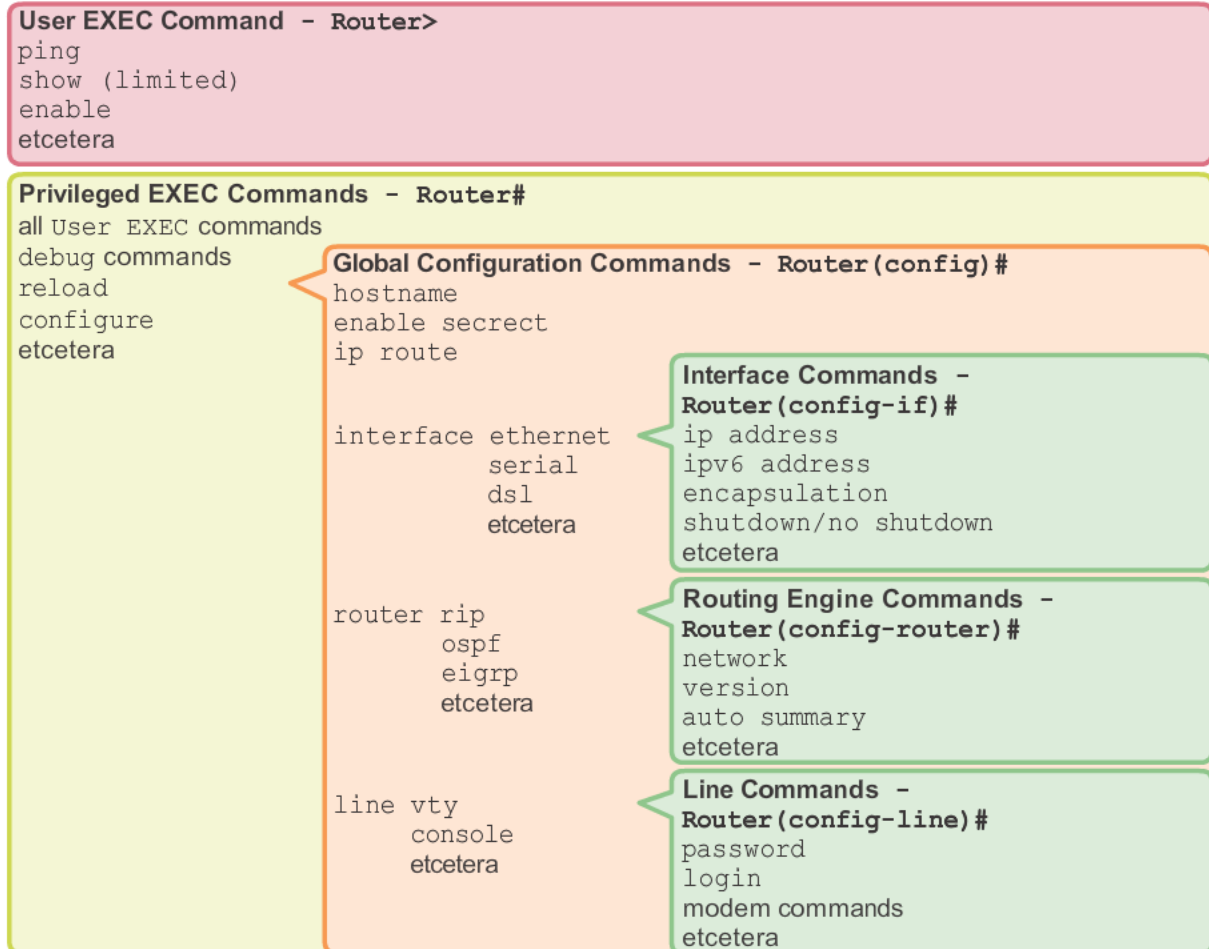 User EXEC Command - Router>
ping
show (limited)
enable
etcetera
Privileged EXEC Commands - Router#
all User EXEC commands
debug commands
reload
configure
etcetera
Global Configuration Commands - Router(config)#
hostname
enable secrect
ip route
interface ethernet
serial
dsl
etcetera
Interface Commands -
Router(config-if)#
ip address
ipv6 address
encapsulation
shutdown/no shutdown
etcetera
router rip
ospf
eigrp
etcetera
Routing Engine Commands -
Router(config-router)#
network
version
auto summary
etcetera
line vty
console
etcetera
Line Commands -
Router(config-line)#
password
login
modem commands
etcetera